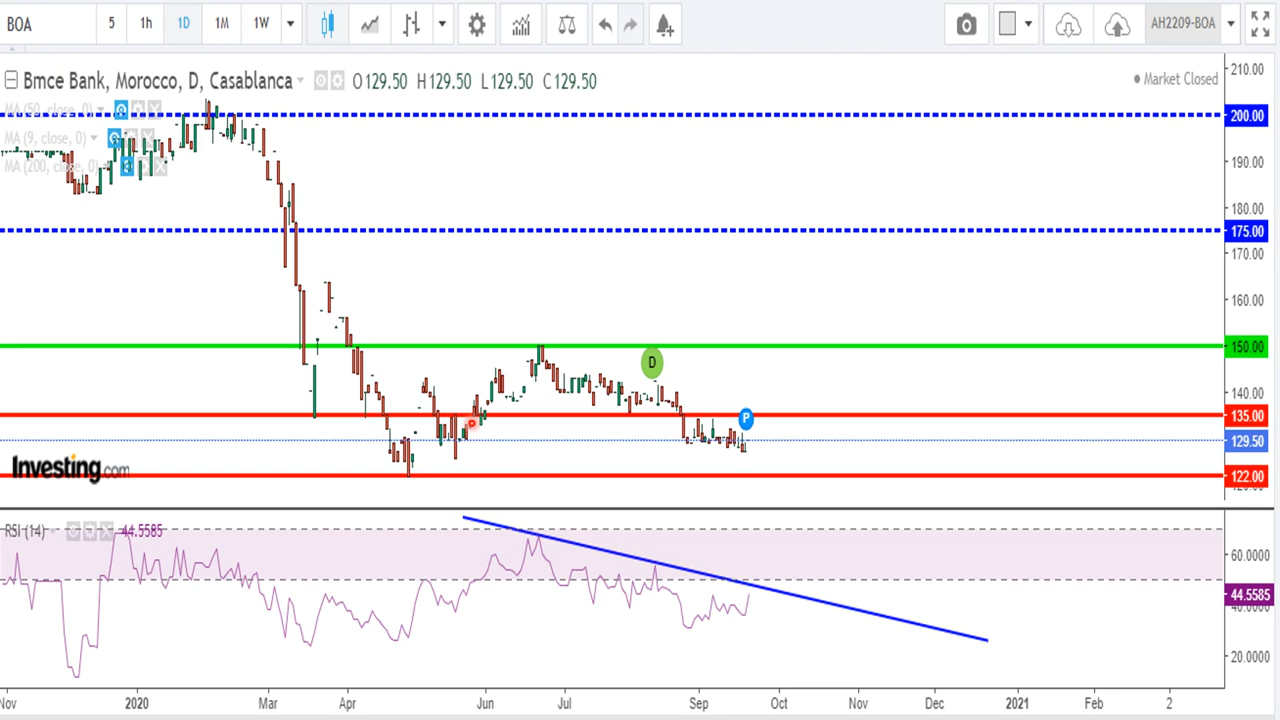 BOA 5 1h 1D 1M 1W AH2209-BOA
Bmce Bank, Morocco, D, Casablanca O129.50 H129.50 L129.50 C129.50
Market Closed
MA (50, close, 0)
MA (9, close, 0)
MA (200, close, 0)
210.00
200.00
190.00
180.00
175.00
170.00
160.00
150.00
D
140.00
P
135.00
129.50
122.00
Investing.com
RSI (14) 44.5585
60.0000
44.5585
40.0000
20.0000
Nov 2020 Mar Apr Jun Jul Sep Oct Nov Dec 2021 Feb 2